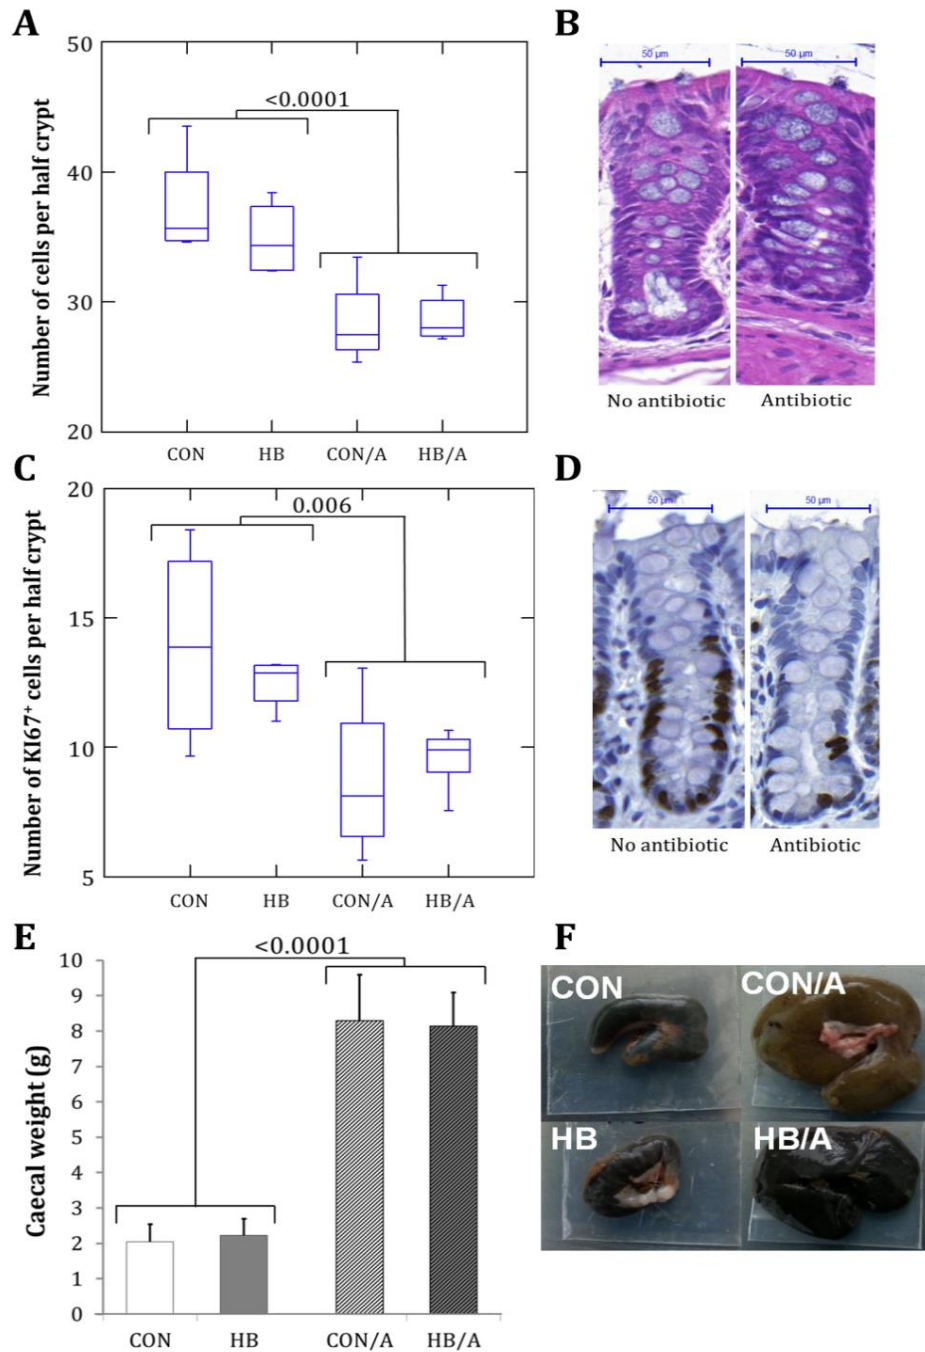 A
Number of cells per half crypt
50
40
30
20
<0.0001
CON HB CON/A HB/A
B
50 µm 50 µm
No antibiotic Antibiotic
C
Number of KI67⁺ cells per half crypt
20
15
10
5
0.006
CON HB CON/A HB/A
D
50 µm 50 µm
No antibiotic Antibiotic
E
Caecal weight (g)
10
9
8
7
6
5
4
3
2
1
0
<0.0001
CON HB CON/A HB/A
F
CON CON/A
HB HB/A